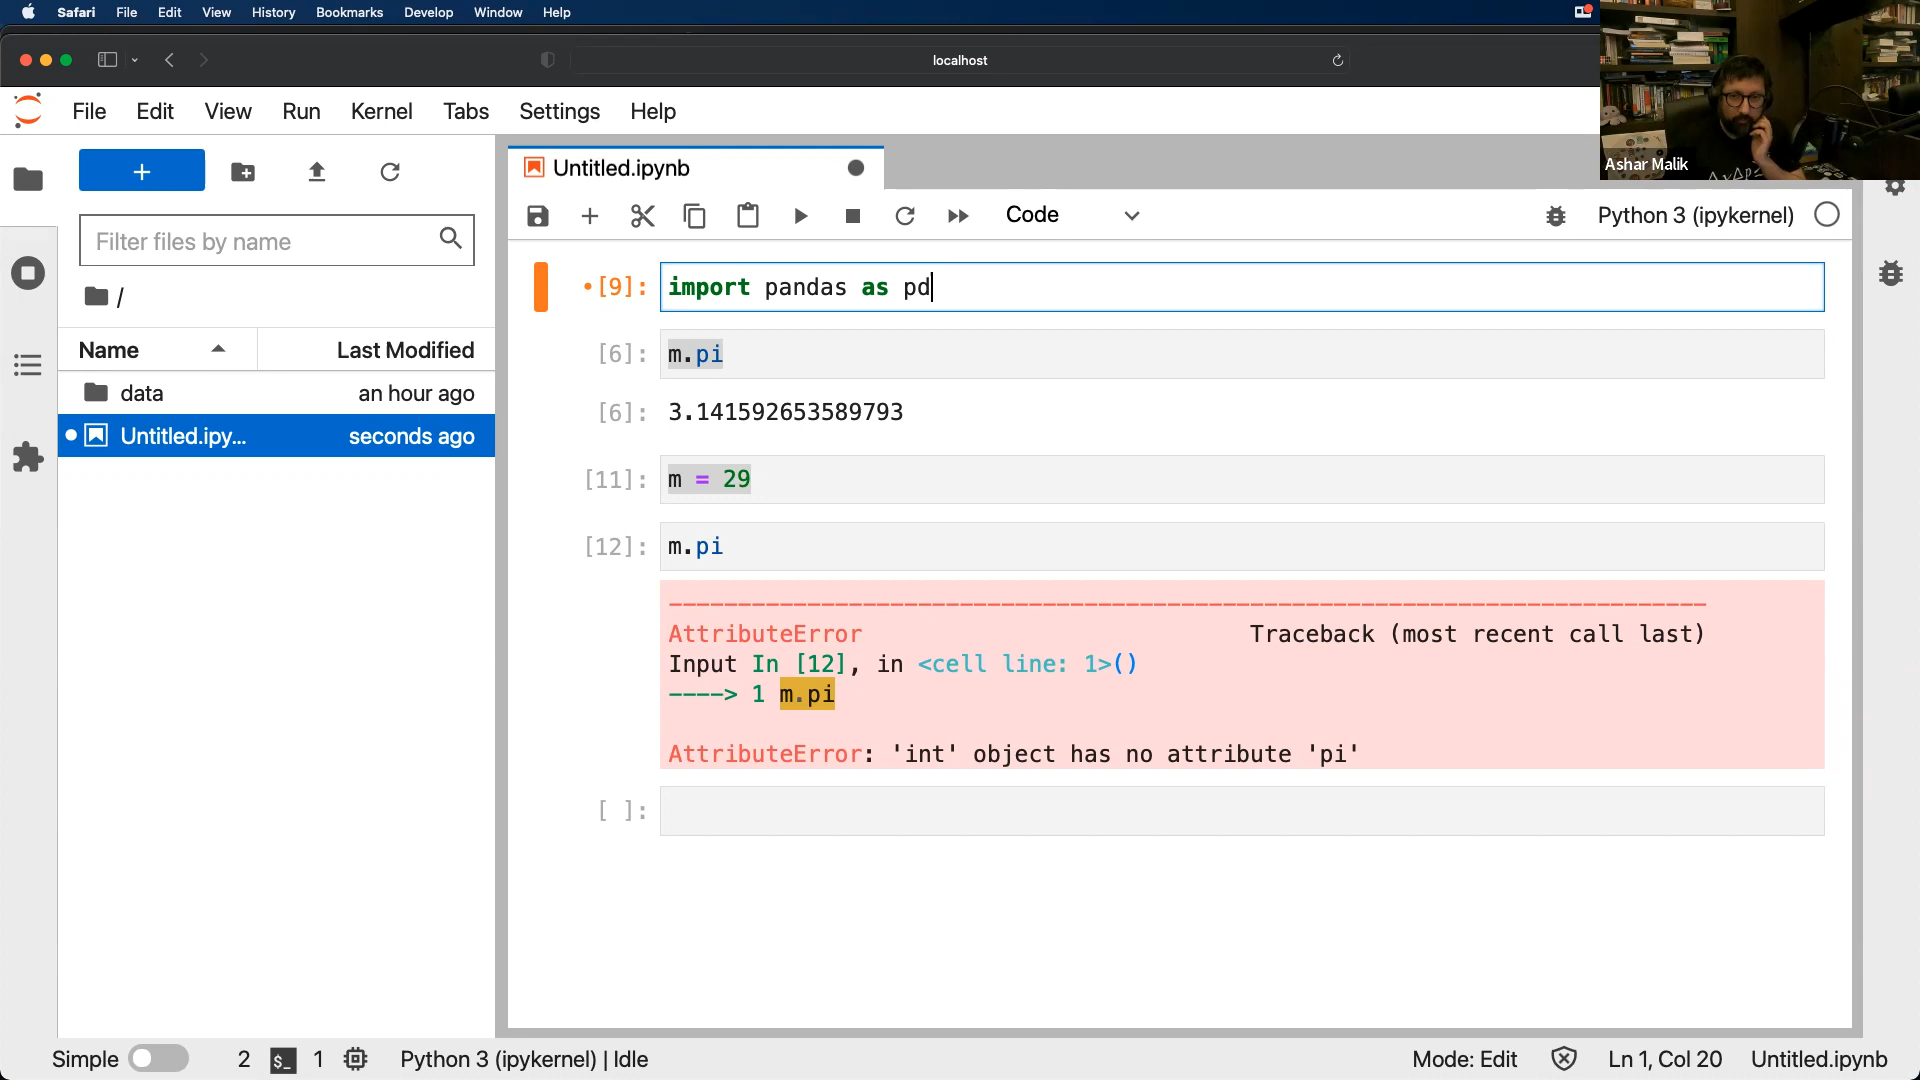 Safari File Edit View History Bookmarks Develop Window Help
localhost
File Edit View Run Kernel Tabs Settings Help
Ashar Malik
+
Untitled.ipynb
Code
Python 3 (ipykernel)
Filter files by name
/
Name Last Modified
data an hour ago
Untitled.ipy... seconds ago
[9]: import pandas as pd
[6]: m.pi
[6]: 3.141592653589793
[11]: m = 29
[12]: m.pi
---------------------------------------------------------------------------
AttributeError Traceback (most recent call last)
Input In [12], in <cell line: 1>()
----> 1 m.pi
AttributeError: 'int' object has no attribute 'pi'
[ ]:
Simple 2 $_ 1 Python 3 (ipykernel) | Idle Mode: Edit Ln 1, Col 20 Untitled.ipynb